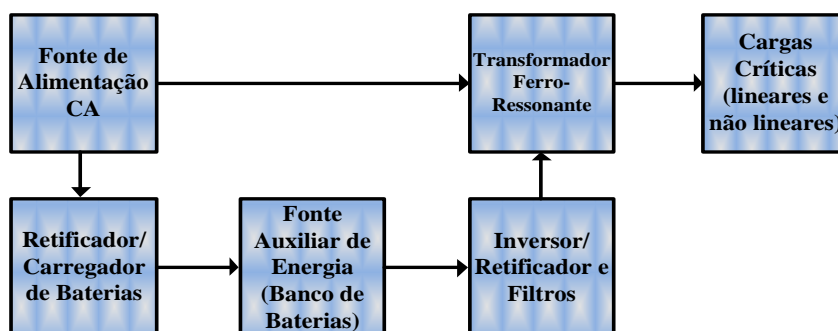 Fonte de
Alimentação
CA
Transformador
Ferro-
Ressonante
Cargas
Críticas
(lineares e
não lineares)
Retificador/
Carregador
de Baterias
Fonte
Auxiliar de
Energia
(Banco de
Baterias)
Inversor/
Retificador e
Filtros